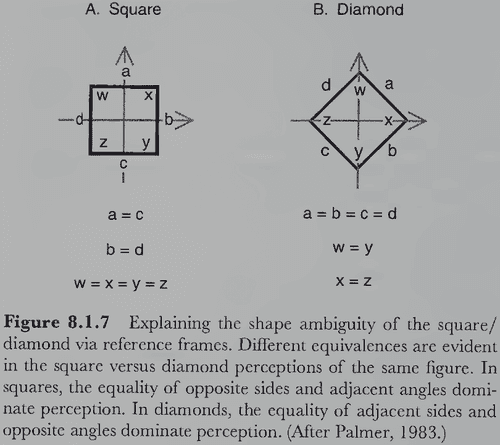 A. Square B. Diamond
a d a
w x w
d b z x
z y c y b
c
a = c a = b = c = d
b = d w = y
w = x = y = z x = z
Figure 8.1.7 Explaining the shape ambiguity of the square/
diamond via reference frames. Different equivalences are evident
in the square versus diamond perceptions of the same figure. In
squares, the equality of opposite sides and adjacent angles domi-
nate perception. In diamonds, the equality of adjacent sides and
opposite angles dominate perception. (After Palmer, 1983.)